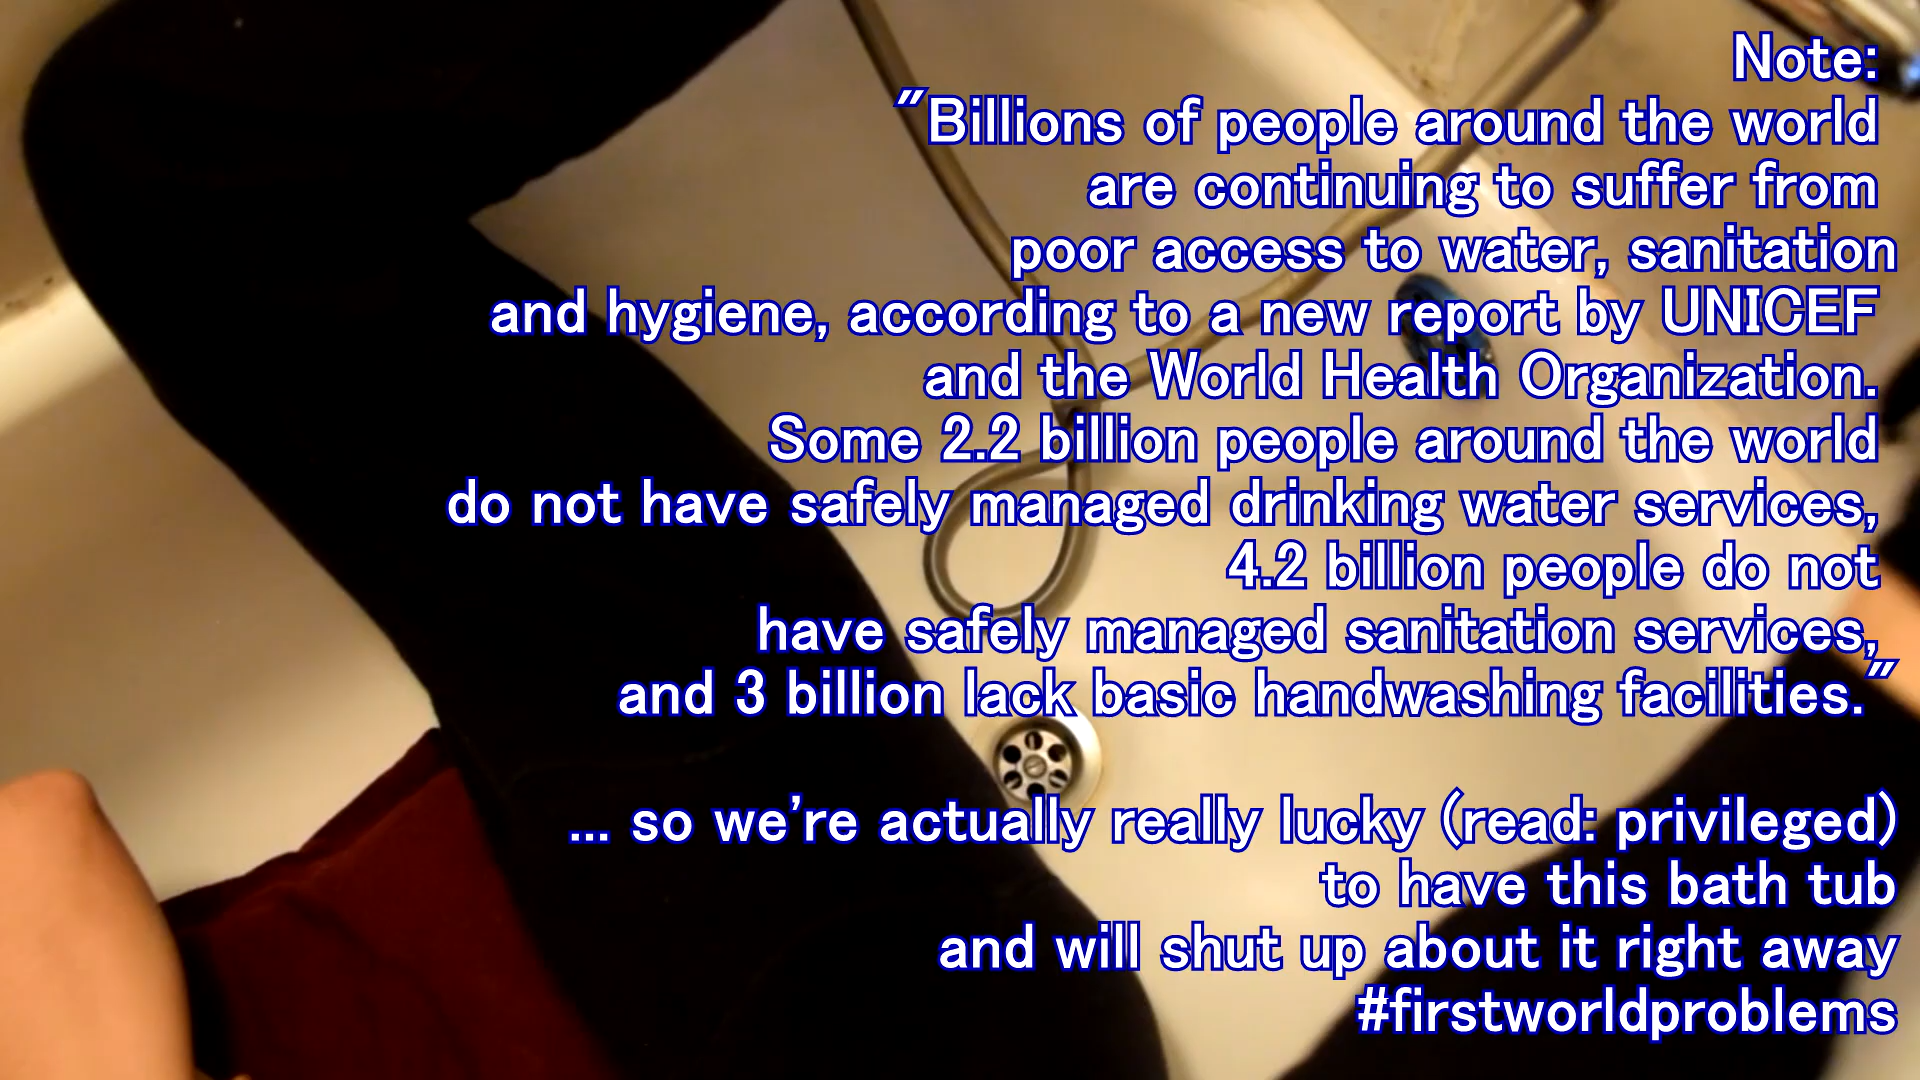 Note:
"Billions of people around the world
are continuing to suffer from
poor access to water, sanitation
and hygiene, according to a new report by UNICEF
and the World Health Organization.
Some 2.2 billion people around the world
do not have safely managed drinking water services,
4.2 billion people do not
have safely managed sanitation services,
and 3 billion lack basic handwashing facilities."
... so we're actually really lucky (read: privileged)
to have this bath tub
and will shut up about it right away
#firstworldproblems